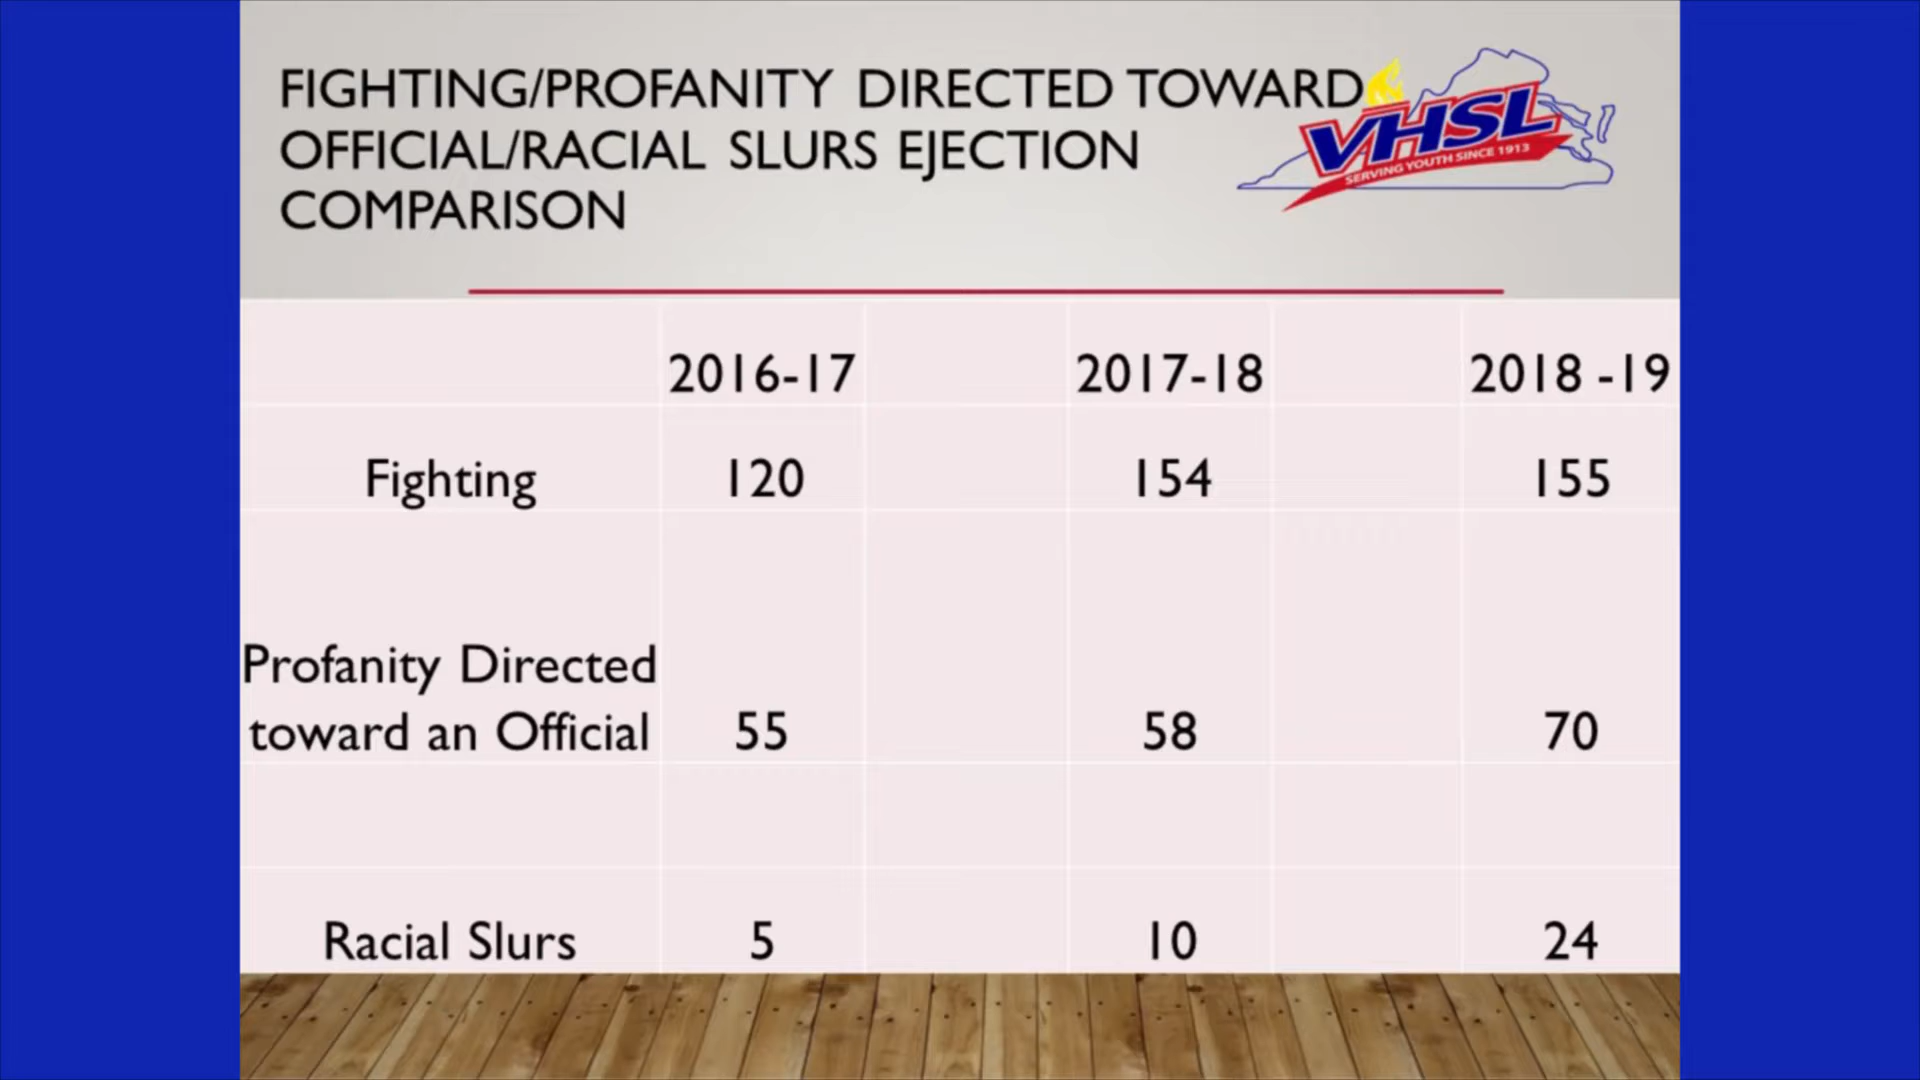 FIGHTING/PROFANITY DIRECTED TOWARD
OFFICIAL/RACIAL SLURS EJECTION
COMPARISON
VHSL
SERVING YOUTH SINCE 1913
2016-17 2017-18 2018 -19
Fighting 120 154 155
Profanity Directed
toward an Official 55 58 70
Racial Slurs 5 10 24